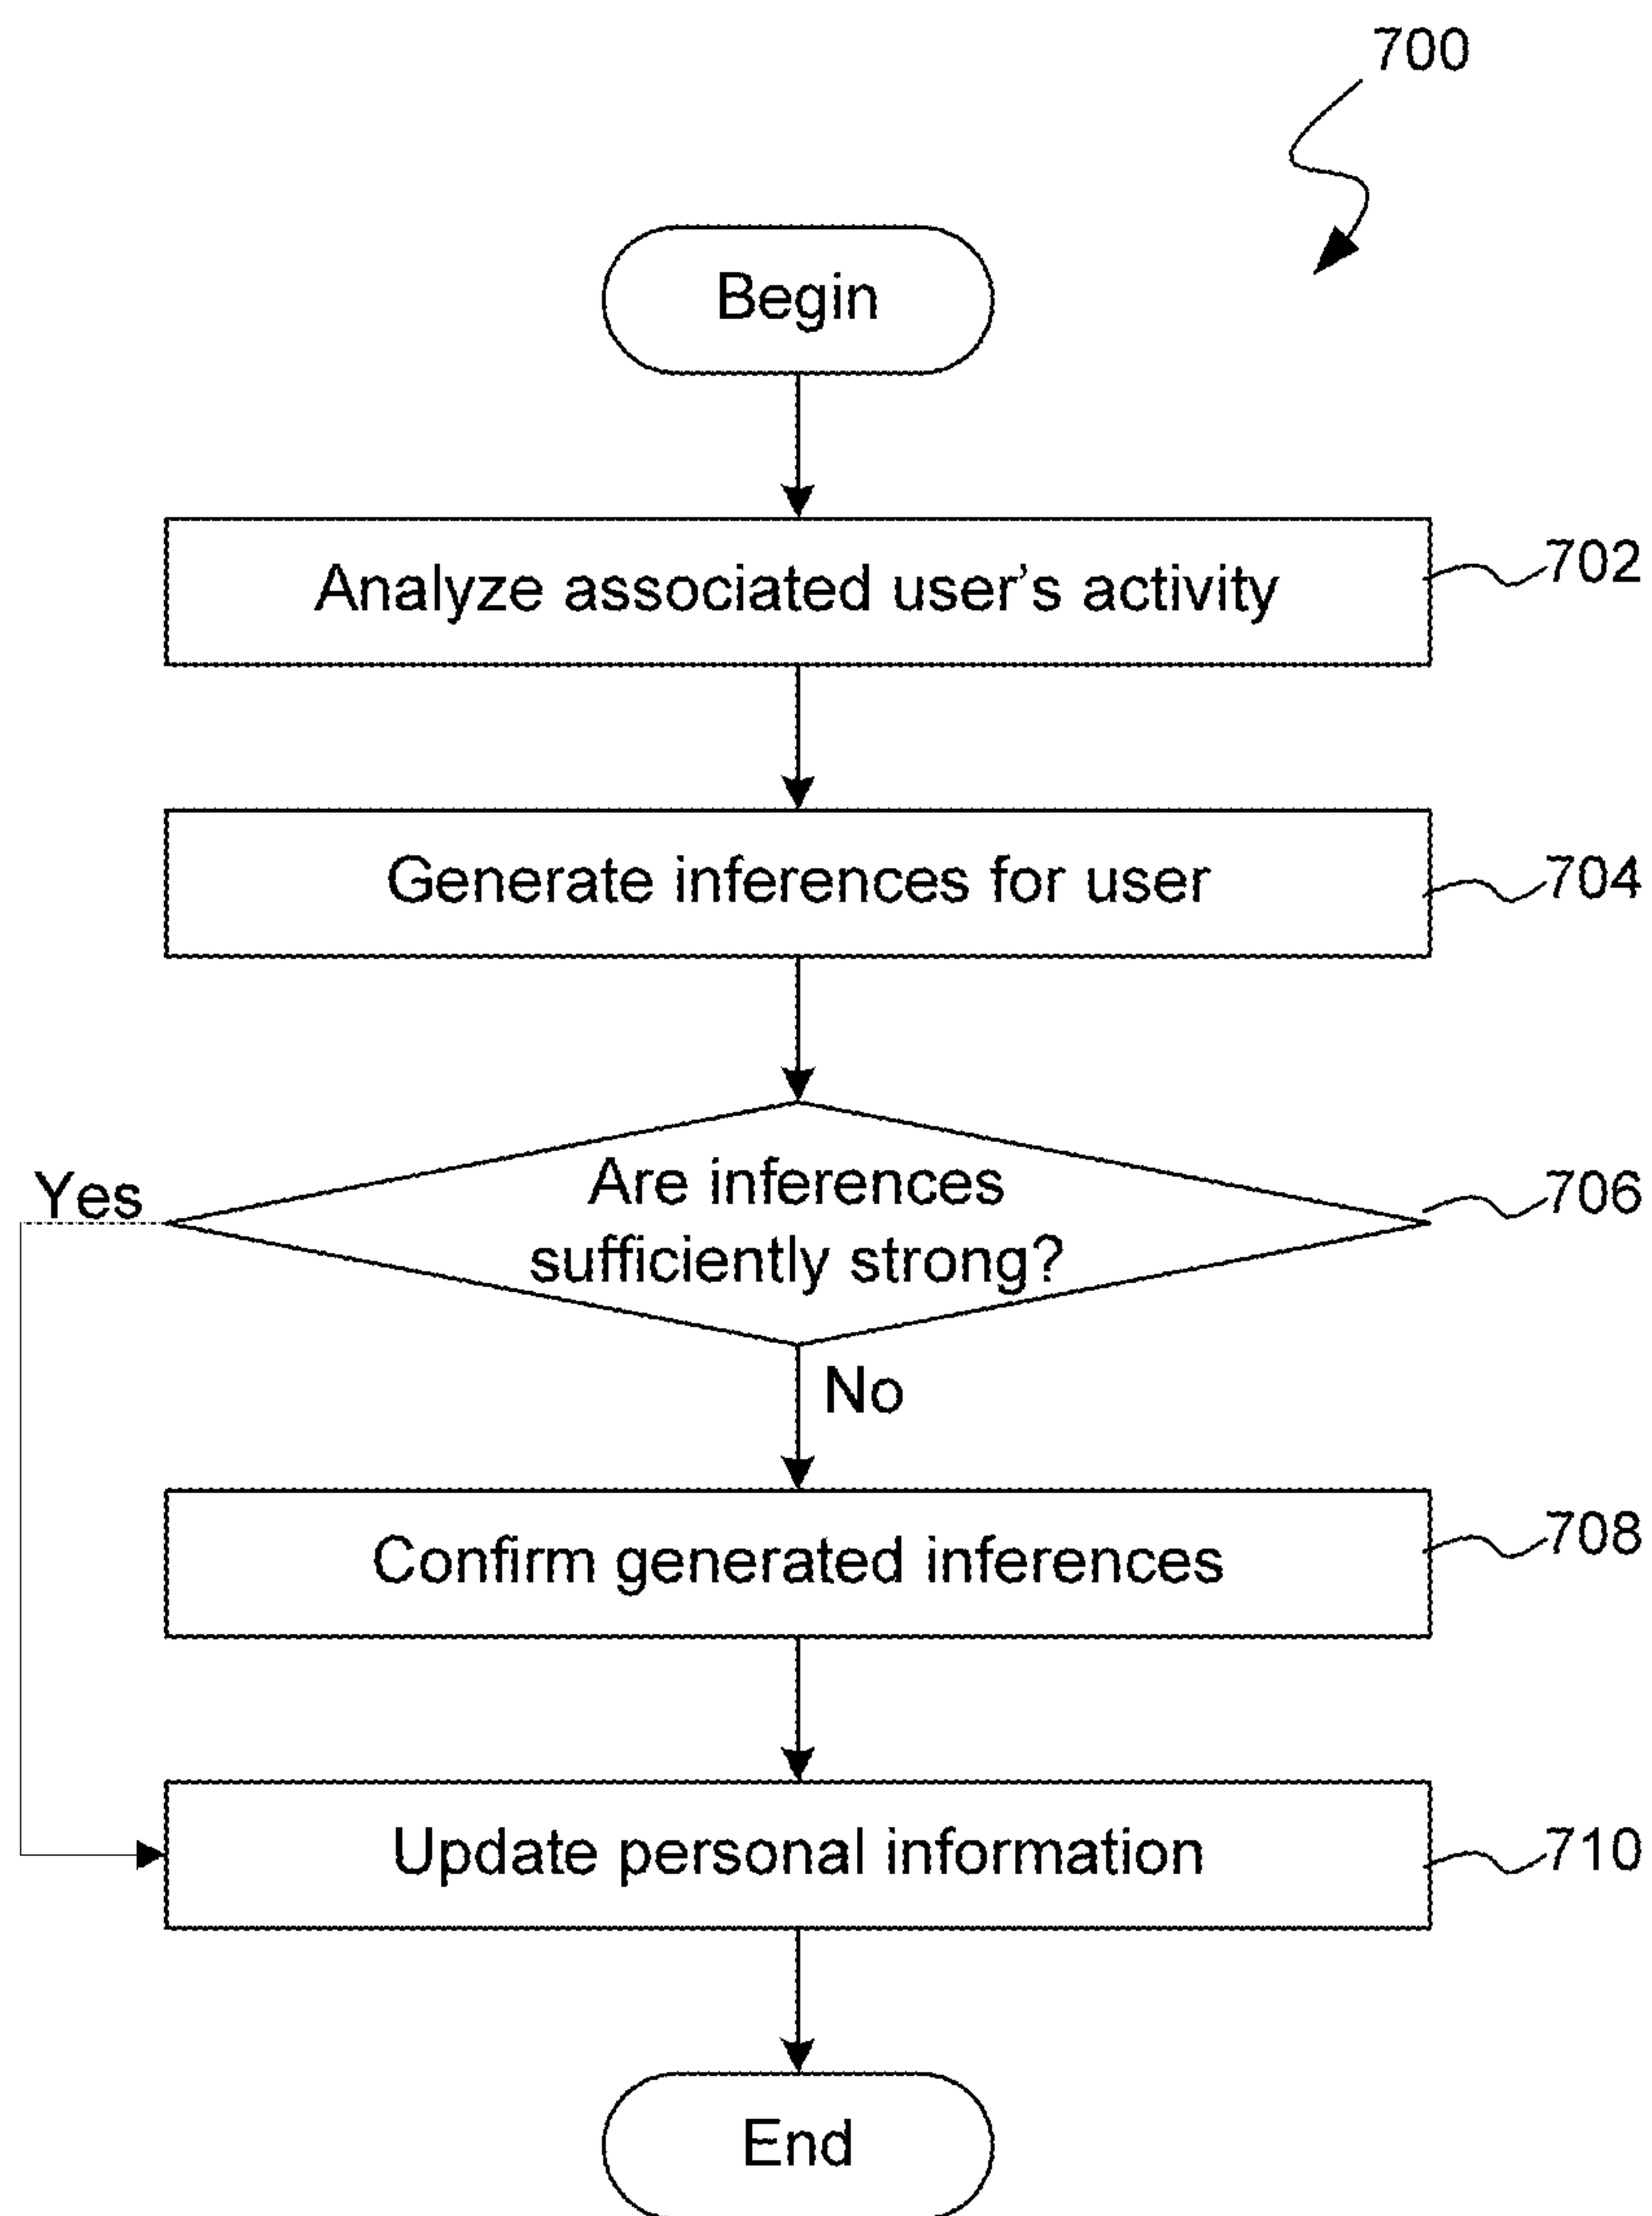 700
Begin
Analyze associated user's activity
702
Generate inferences for user
704
Yes
Are inferences
sufficiently strong?
706
No
Confirm generated inferences
708
Update personal information
710
End